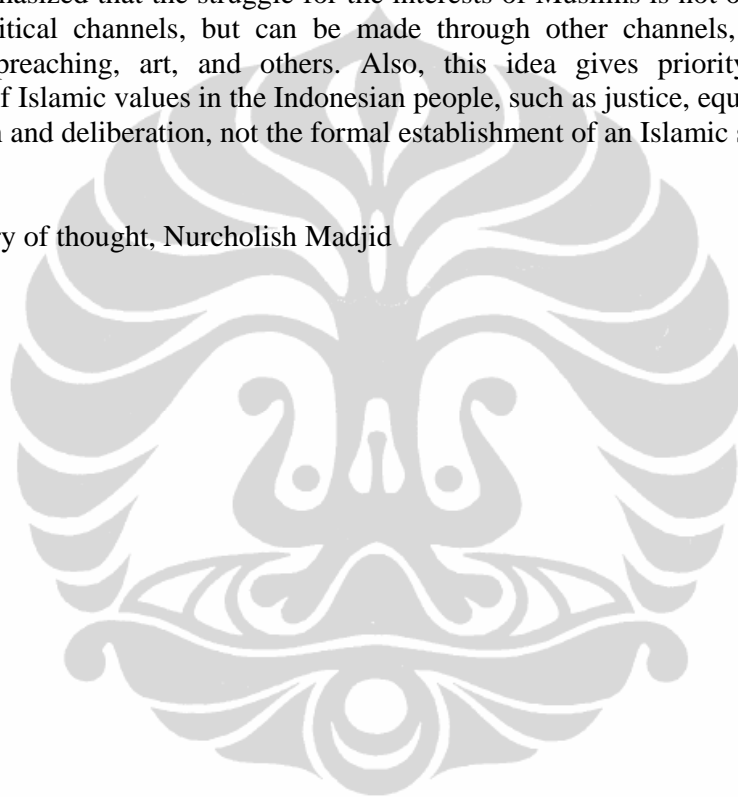 that the struggle for the interests of Muslims is not
channels, but can be made through other channels,
preaching, art, and others. Also, this idea gives priority
Islamic values in the Indonesian people, such as justice,
and deliberation, not the formal establishment of an Islamic
of thought, Nurcholish Madjid